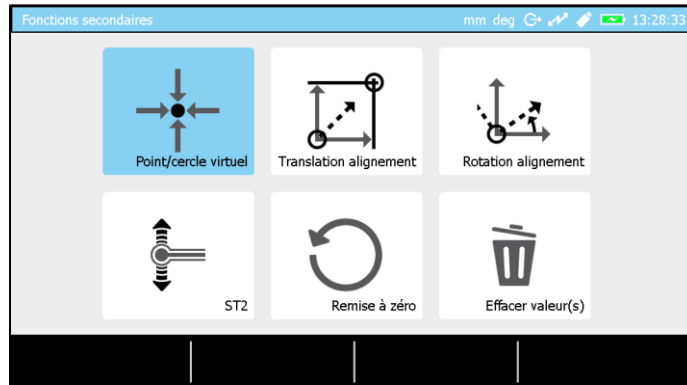 Fonctions secondaires
mm deg 13:28:33
Point/cercle virtuel
Translation alignement
Rotation alignement
ST2
Remise à zéro
Effacer valeur(s)